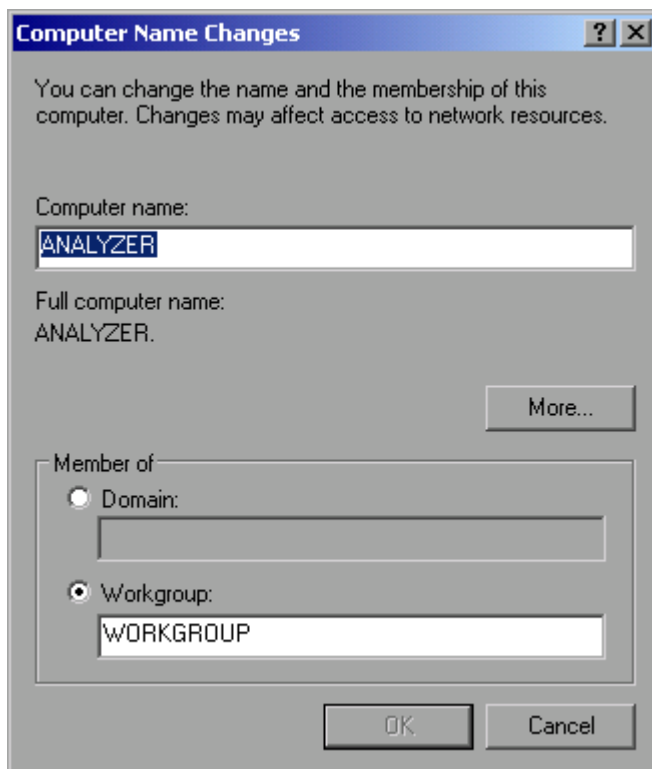 Computer Name Changes
You can change the name and the membership of this
computer. Changes may affect access to network resources.
Computer name:
ANALYZER
Full computer name:
ANALYZER.
More...
Member of
Domain:
Workgroup:
WORKGROUP
OK Cancel